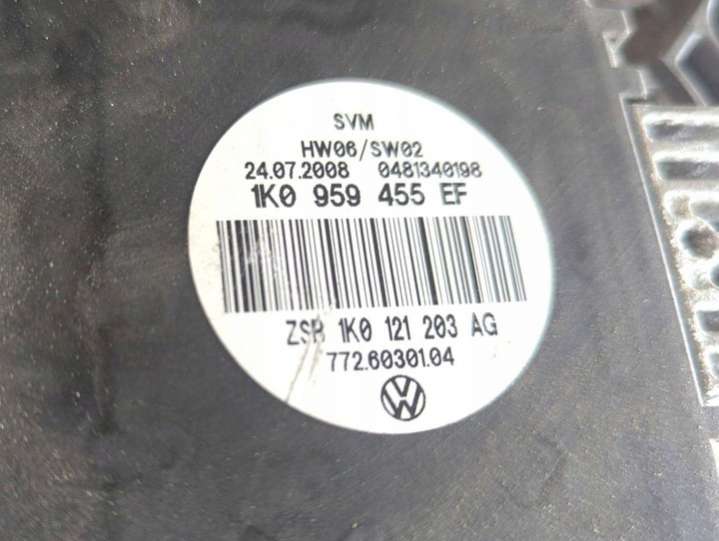 SVM
HW06/SW02
24.07.2008 0481340198
1K0 959 455 EF
ZSB 1K0 121 203 AG
772.60301.04